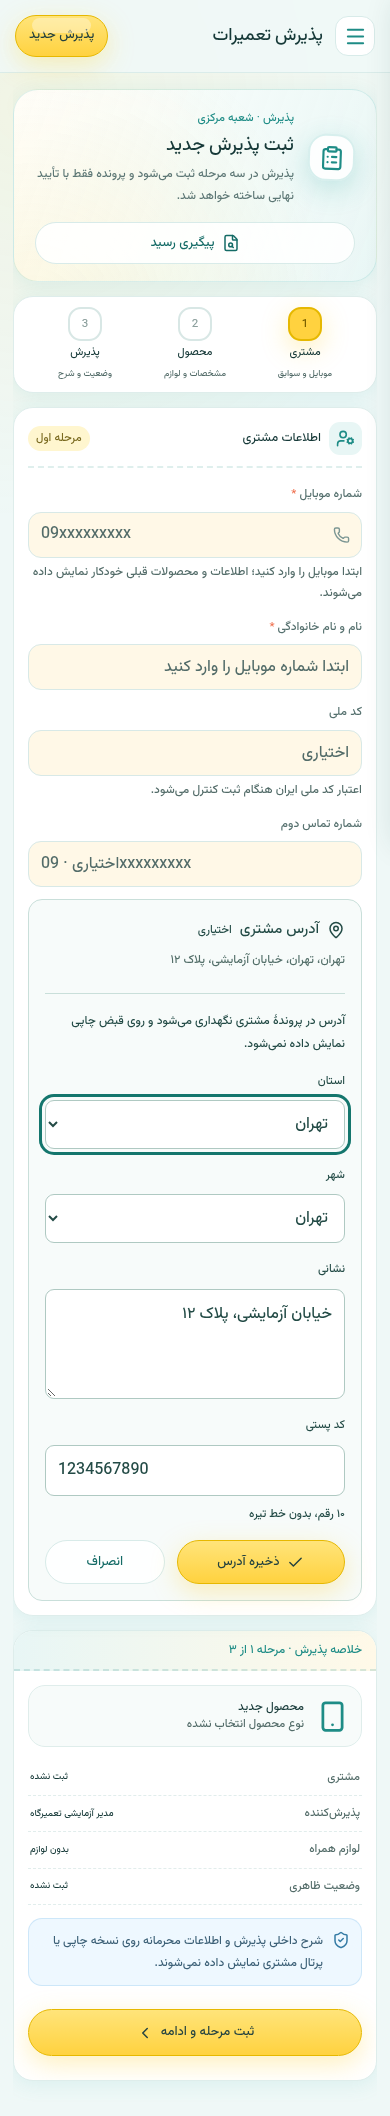 پذیرش تعمیرات
پذیرش جدید
پذیرش · شعبه مرکزی
ثبت پذیرش جدید
پذیرش در سه مرحله ثبت می‌شود و پرونده فقط با تأیید
نهایی ساخته خواهد شد.
پیگیری رسید
1
مشتری
موبایل و سوابق
2
محصول
مشخصات و لوازم
3
پذیرش
وضعیت و شرح
اطلاعات مشتری
مرحله اول
شماره موبایل *
09xxxxxxxxx
ابتدا موبایل را وارد کنید؛ اطلاعات و محصولات قبلی خودکار نمایش داده
می‌شوند.
نام و نام خانوادگی *
ابتدا شماره موبایل را وارد کنید
کد ملی
اختیاری
اعتبار کد ملی ایران هنگام ثبت کنترل می‌شود.
شماره تماس دوم
اختیاری · 09xxxxxxxxx
آدرس مشتری اختیاری
تهران، تهران، خیابان آزمایشی، پلاک ۱۲
آدرس در پروندهٔ مشتری نگهداری می‌شود و روی قبض چاپی
نمایش داده نمی‌شود.
استان
تهران
شهر
تهران
نشانی
خیابان آزمایشی، پلاک ۱۲
کد پستی
1234567890
۱۰ رقم، بدون خط تیره
ذخیره آدرس
انصراف
خلاصه پذیرش · مرحله ۱ از ۳
محصول جدید
نوع محصول انتخاب نشده
مشتری
ثبت نشده
پذیرش‌کننده
مدیر آزمایشی تعمیرگاه
لوازم همراه
بدون لوازم
وضعیت ظاهری
ثبت نشده
شرح داخلی پذیرش و اطلاعات محرمانه روی نسخه چاپی یا
پرتال مشتری نمایش داده نمی‌شوند.
ثبت مرحله و ادامه